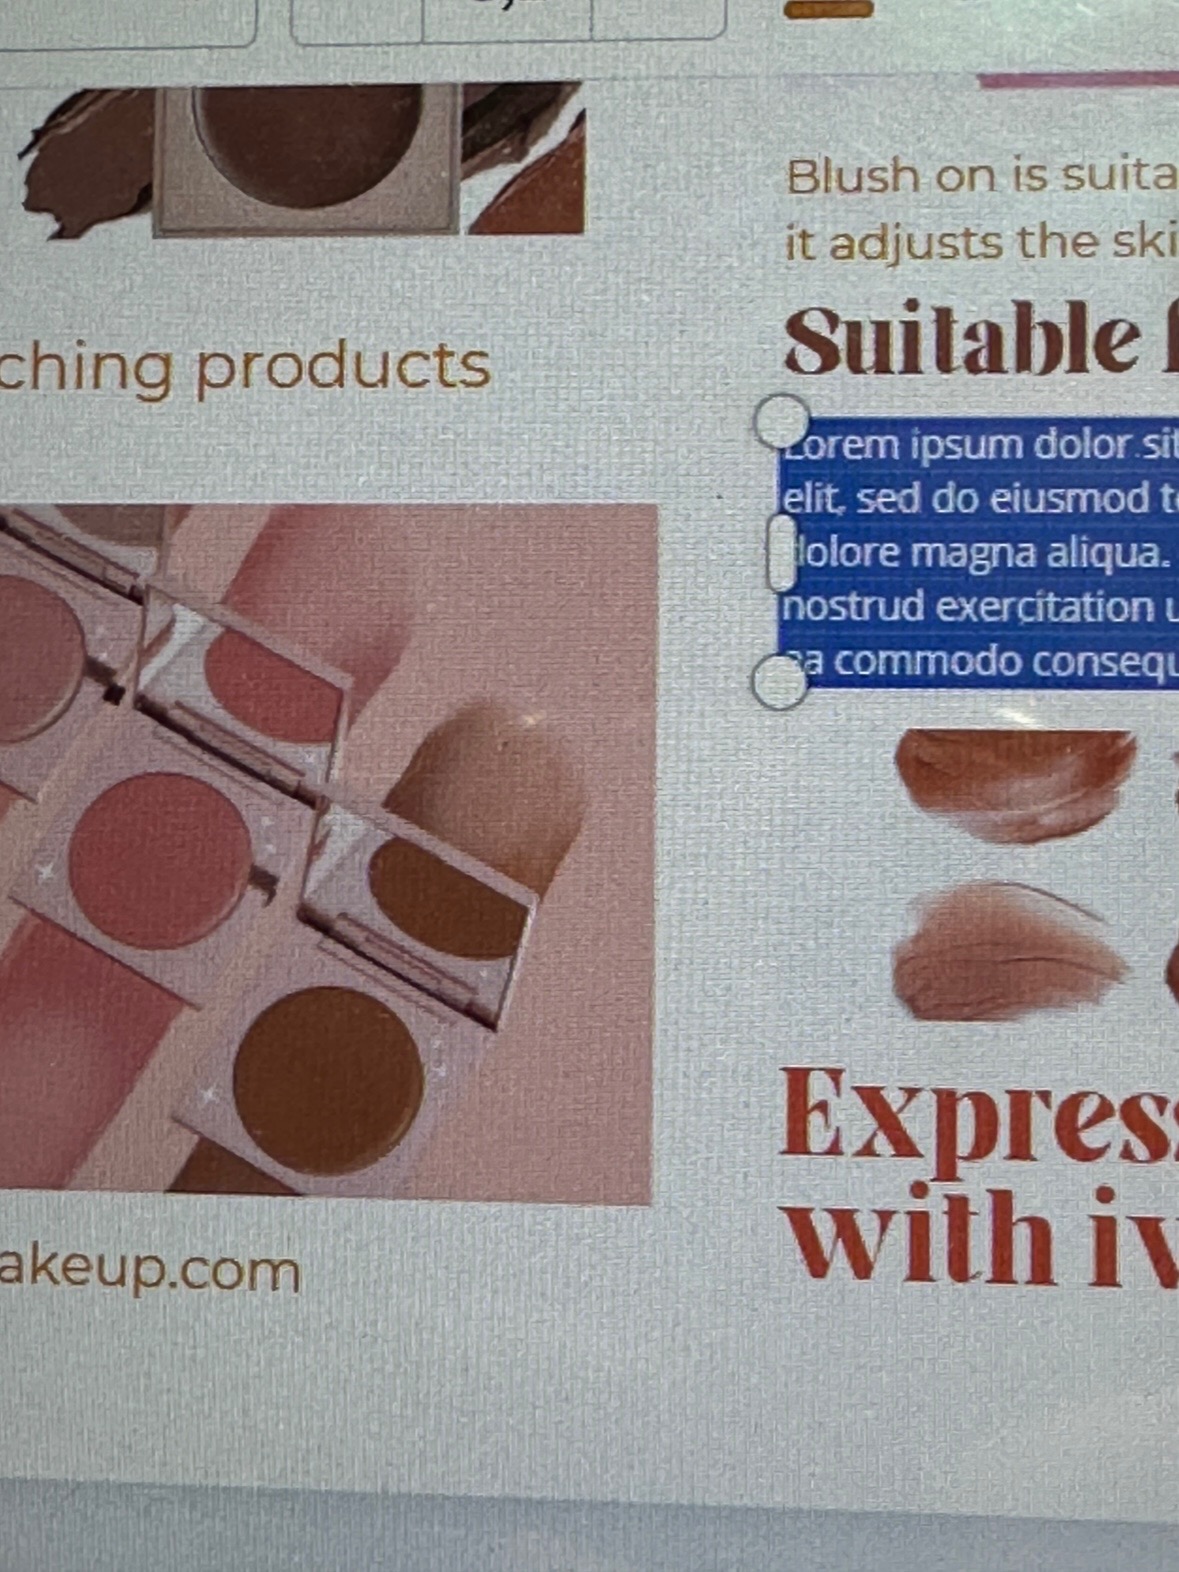 ching products
akeup.com
Blush on is suita
it adjusts the ski
Suitable f
Lorem ipsum dolor sit
elit, sed do eiusmod te
dolore magna aliqua.
nostrud exercitation u
ea commodo consequ
Express
with iv